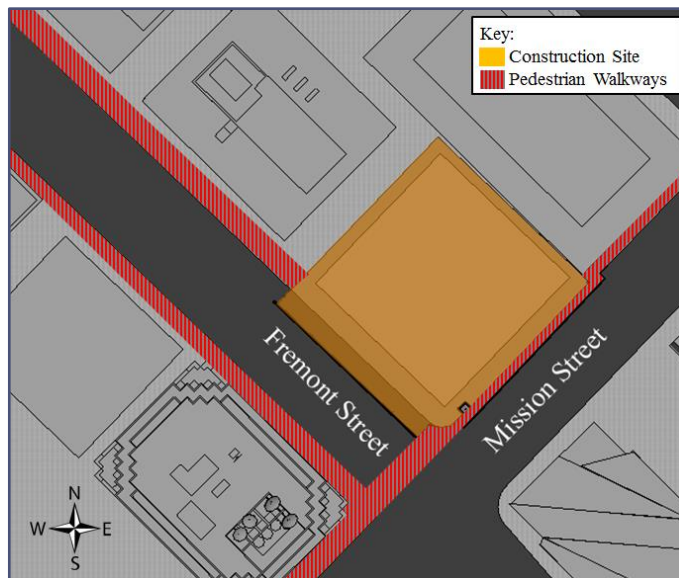 Key:
Construction Site
Pedestrian Walkways
Fremont Street
Mission Street
N
W E
S